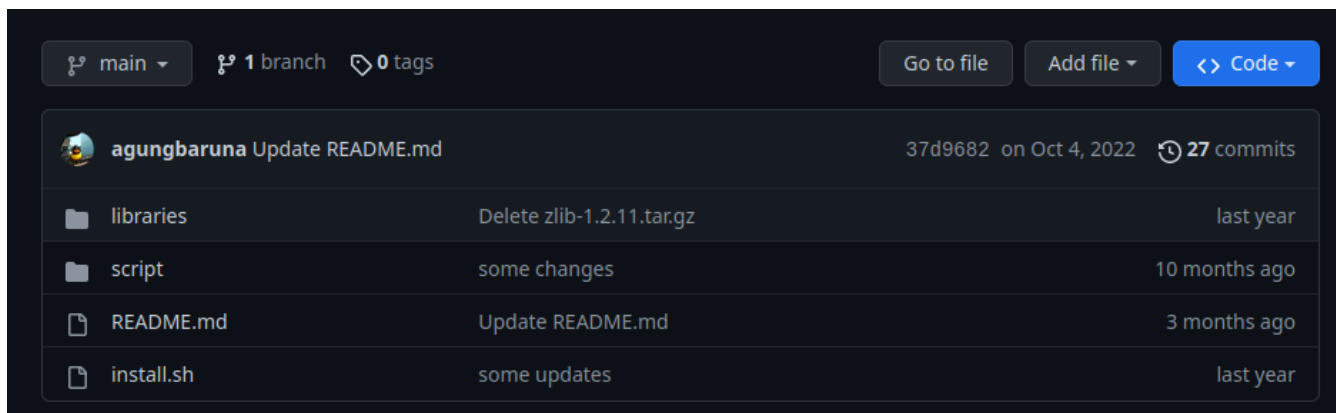 main 1 branch 0 tags Go to file Add file Code
agungbaruna Update README.md 37d9682 on Oct 4, 2022 27 commits
libraries Delete zlib-1.2.11.tar.gz last year
script some changes 10 months ago
README.md Update README.md 3 months ago
install.sh some updates last year